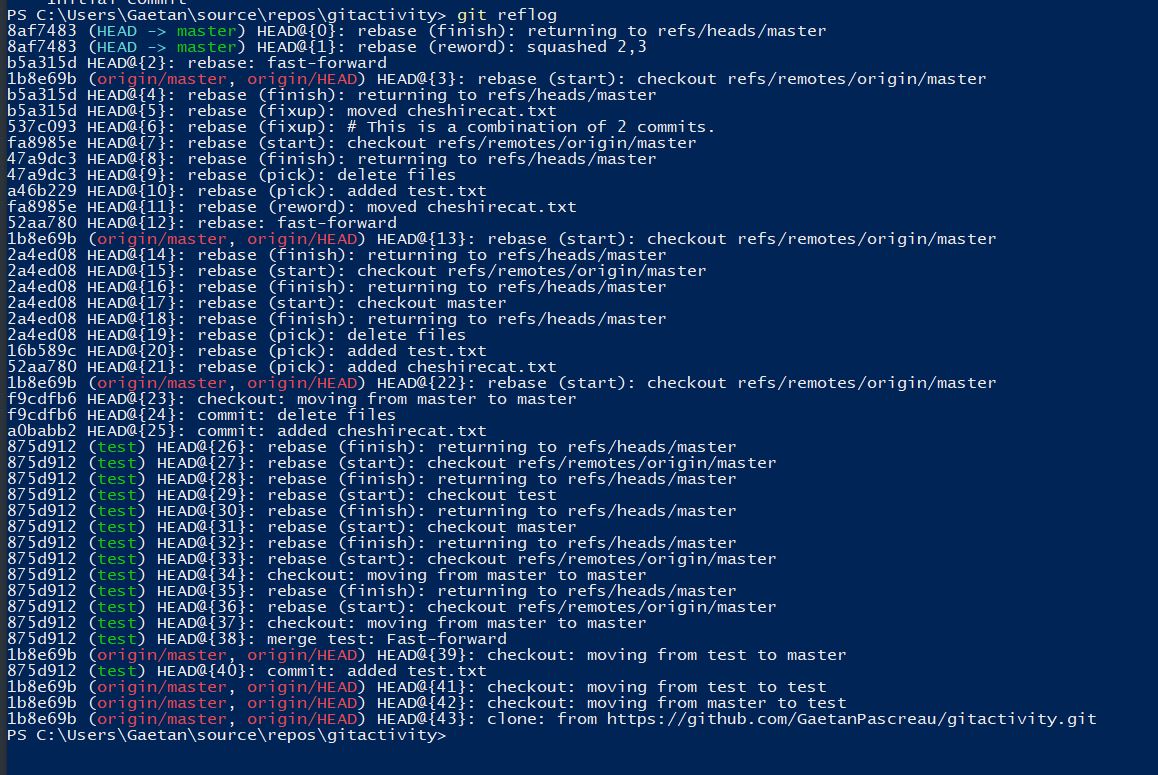 PS C:\Users\Gaetan\source\repos\gitactivity> git reflog
8af7483 (HEAD -> master) HEAD@{0}: rebase (finish): returning to refs/heads/master
8af7483 (HEAD -> master) HEAD@{1}: rebase (reword): squashed 2,3
b5a315d HEAD@{2}: rebase: fast-forward
1b8e69b (origin/master, origin/HEAD) HEAD@{3}: rebase (start): checkout refs/remotes/origin/master
b5a315d HEAD@{4}: rebase (finish): returning to refs/heads/master
b5a315d HEAD@{5}: rebase (fixup): moved cheshirecat.txt
537c093 HEAD@{6}: rebase (fixup): # This is a combination of 2 commits.
fa8985e HEAD@{7}: rebase (start): checkout refs/remotes/origin/master
47a9dc3 HEAD@{8}: rebase (finish): returning to refs/heads/master
47a9dc3 HEAD@{9}: rebase (pick): delete files
a46b229 HEAD@{10}: rebase (pick): added test.txt
fa8985e HEAD@{11}: rebase (reword): moved cheshirecat.txt
52aa780 HEAD@{12}: rebase: fast-forward
1b8e69b (origin/master, origin/HEAD) HEAD@{13}: rebase (start): checkout refs/remotes/origin/master
2a4ed08 HEAD@{14}: rebase (finish): returning to refs/heads/master
2a4ed08 HEAD@{15}: rebase (start): checkout refs/remotes/origin/master
2a4ed08 HEAD@{16}: rebase (finish): returning to refs/heads/master
2a4ed08 HEAD@{17}: rebase (start): checkout master
2a4ed08 HEAD@{18}: rebase (finish): returning to refs/heads/master
2a4ed08 HEAD@{19}: rebase (pick): delete files
16b589c HEAD@{20}: rebase (pick): added test.txt
52aa780 HEAD@{21}: rebase (pick): added cheshirecat.txt
1b8e69b (origin/master, origin/HEAD) HEAD@{22}: rebase (start): checkout refs/remotes/origin/master
f9cdfb6 HEAD@{23}: checkout: moving from master to master
f9cdfb6 HEAD@{24}: commit: delete files
a0babb2 HEAD@{25}: commit: added cheshirecat.txt
875d912 (test) HEAD@{26}: rebase (finish): returning to refs/heads/master
875d912 (test) HEAD@{27}: rebase (start): checkout refs/remotes/origin/master
875d912 (test) HEAD@{28}: rebase (finish): returning to refs/heads/master
875d912 (test) HEAD@{29}: rebase (start): checkout test
875d912 (test) HEAD@{30}: rebase (finish): returning to refs/heads/master
875d912 (test) HEAD@{31}: rebase (start): checkout master
875d912 (test) HEAD@{32}: rebase (finish): returning to refs/heads/master
875d912 (test) HEAD@{33}: rebase (start): checkout refs/remotes/origin/master
875d912 (test) HEAD@{34}: checkout: moving from master to master
875d912 (test) HEAD@{35}: rebase (finish): returning to refs/heads/master
875d912 (test) HEAD@{36}: rebase (start): checkout refs/remotes/origin/master
875d912 (test) HEAD@{37}: checkout: moving from master to master
875d912 (test) HEAD@{38}: merge test: Fast-forward
1b8e69b (origin/master, origin/HEAD) HEAD@{39}: checkout: moving from test to master
875d912 (test) HEAD@{40}: commit: added test.txt
1b8e69b (origin/master, origin/HEAD) HEAD@{41}: checkout: moving from test to test
1b8e69b (origin/master, origin/HEAD) HEAD@{42}: checkout: moving from master to test
1b8e69b (origin/master, origin/HEAD) HEAD@{43}: clone: from https://github.com/GaetanPascreau/gitactivity.git
PS C:\Users\Gaetan\source\repos\gitactivity>